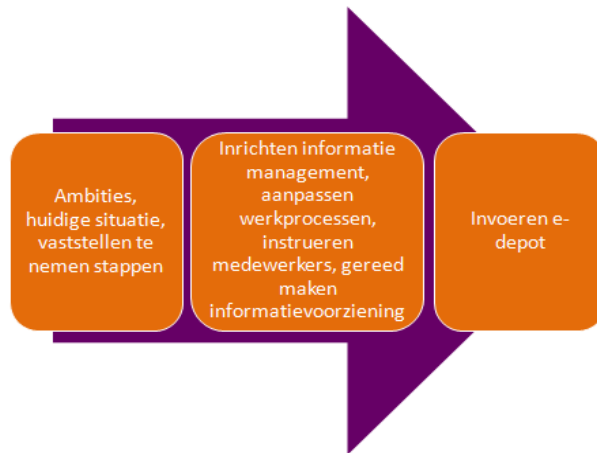 Ambities,
huidige situatie,
vaststellen te
nemen stappen
Inrichten informatie
management,
aanpassen
werkprocessen,
instrueren
medewerkers, gereed
maken
informatievoorziening
Invoeren e-
depot